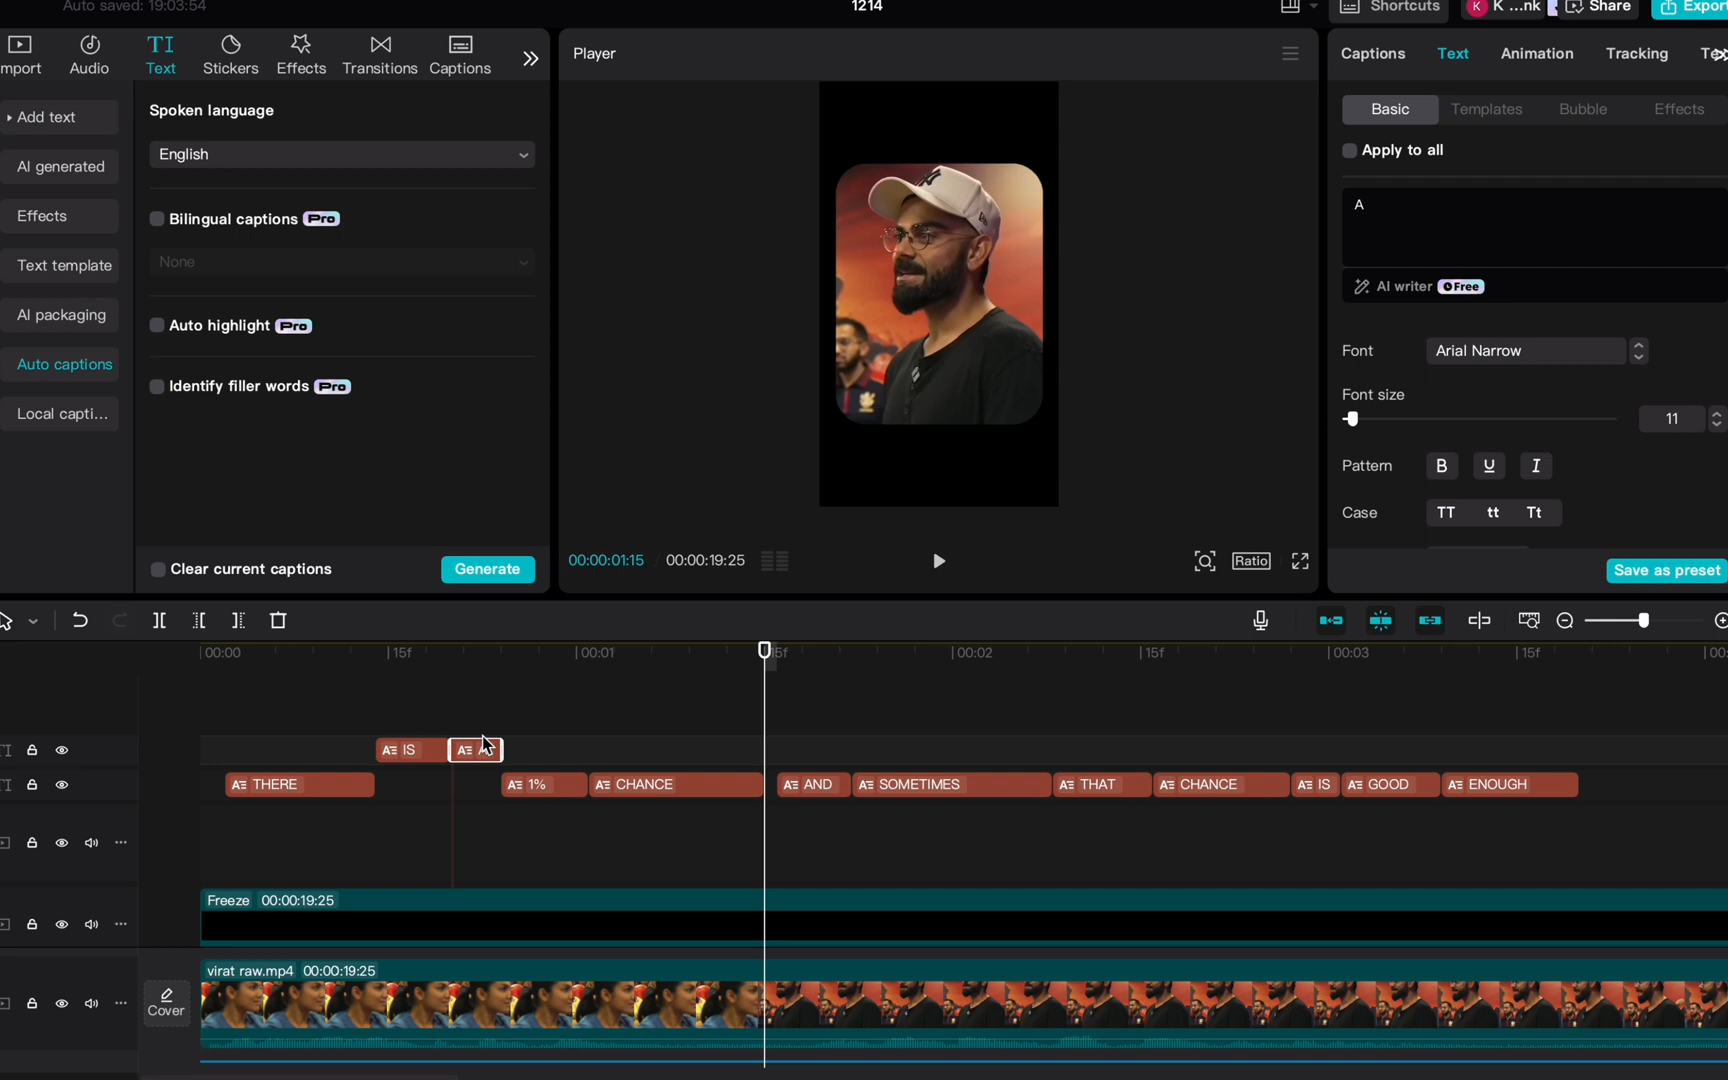 Auto saved: 19:03:54
1214
Shortcuts
K
K ...nk
Share
Export
mport
Audio
Text
Stickers
Effects
Transitions
Captions
Player
Captions
Text
Animation
Tracking
Add text
AI generated
Effects
Text template
AI packaging
Auto captions
Local capti...
Spoken language
English
Bilingual captions Pro
None
Auto highlight Pro
Identify filler words Pro
Clear current captions
Generate
00:00:01:15
00:00:19:25
Ratio
Basic
Templates
Bubble
Effects
Apply to all
A
AI writer Free
Font
Arial Narrow
Font size
11
Pattern
B U I
Case
TT tt Tt
Save as preset
00:00
15f
00:01
15f
00:02
15f
00:03
15f
IS
THERE
1%
CHANCE
AND
SOMETIMES
THAT
CHANCE
IS
GOOD
ENOUGH
Freeze 00:00:19:25
virat raw.mp4 00:00:19:25
Cover